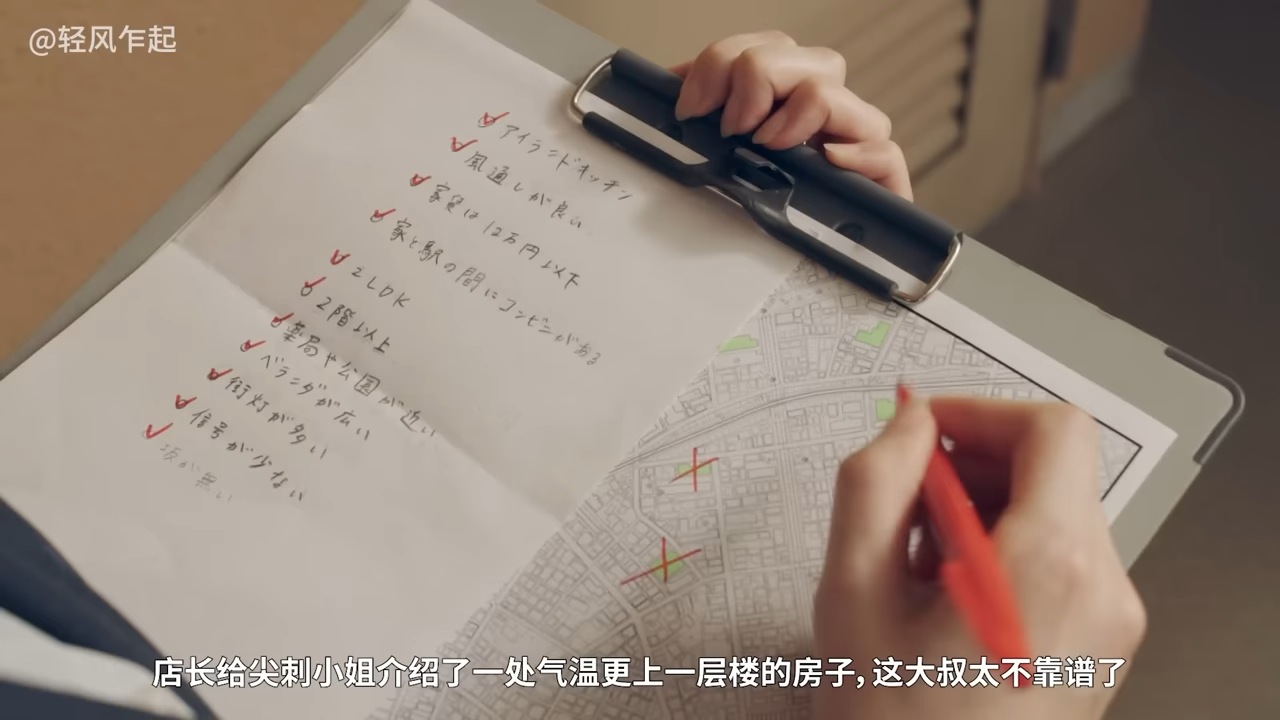 @轻风乍起
アイランドキッチン
風通しが良い
家賃は12万円以下
家と駅の間にコンビニがある
2LDK
2階以上
薬局や公園が近い
ベランダが広い
街灯が多い
信号が少ない
坂が無い
店长给尖刺小姐介绍了一处气温更上一层楼的房子,这大叔太不靠谱了